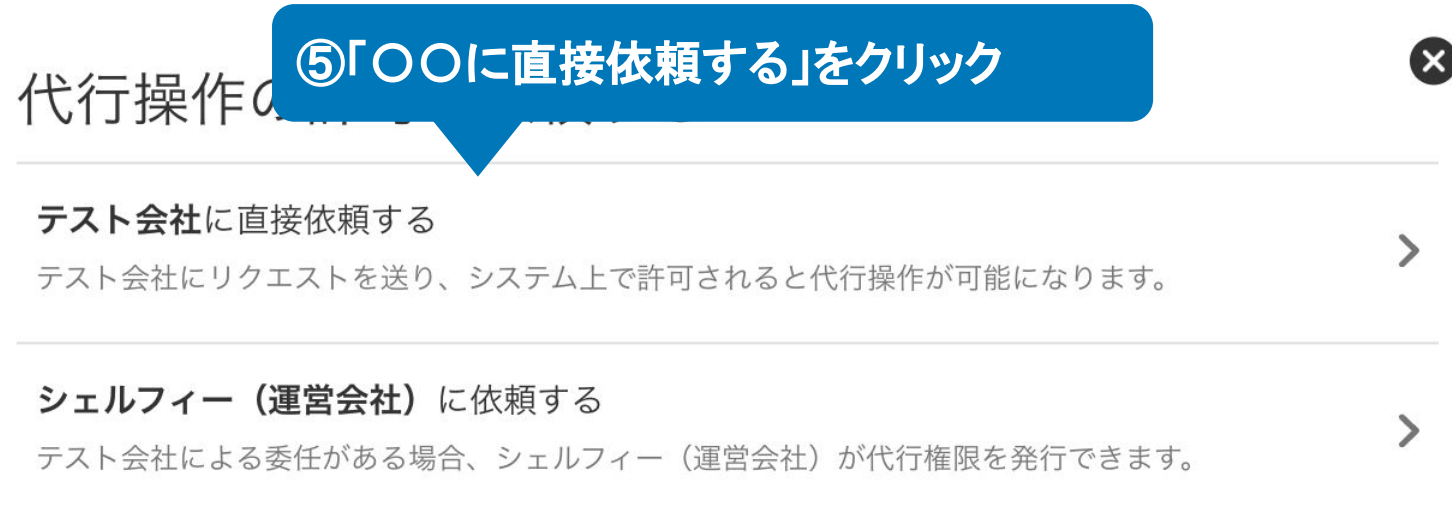 ⑤「〇〇に直接依頼する」をクリック
代行操作の
テスト会社に直接依頼する
テスト会社にリクエストを送り、システム上で許可されると代行操作が可能になります。
シェルフィー（運営会社）に依頼する
テスト会社による委任がある場合、シェルフィー（運営会社）が代行権限を発行できます。